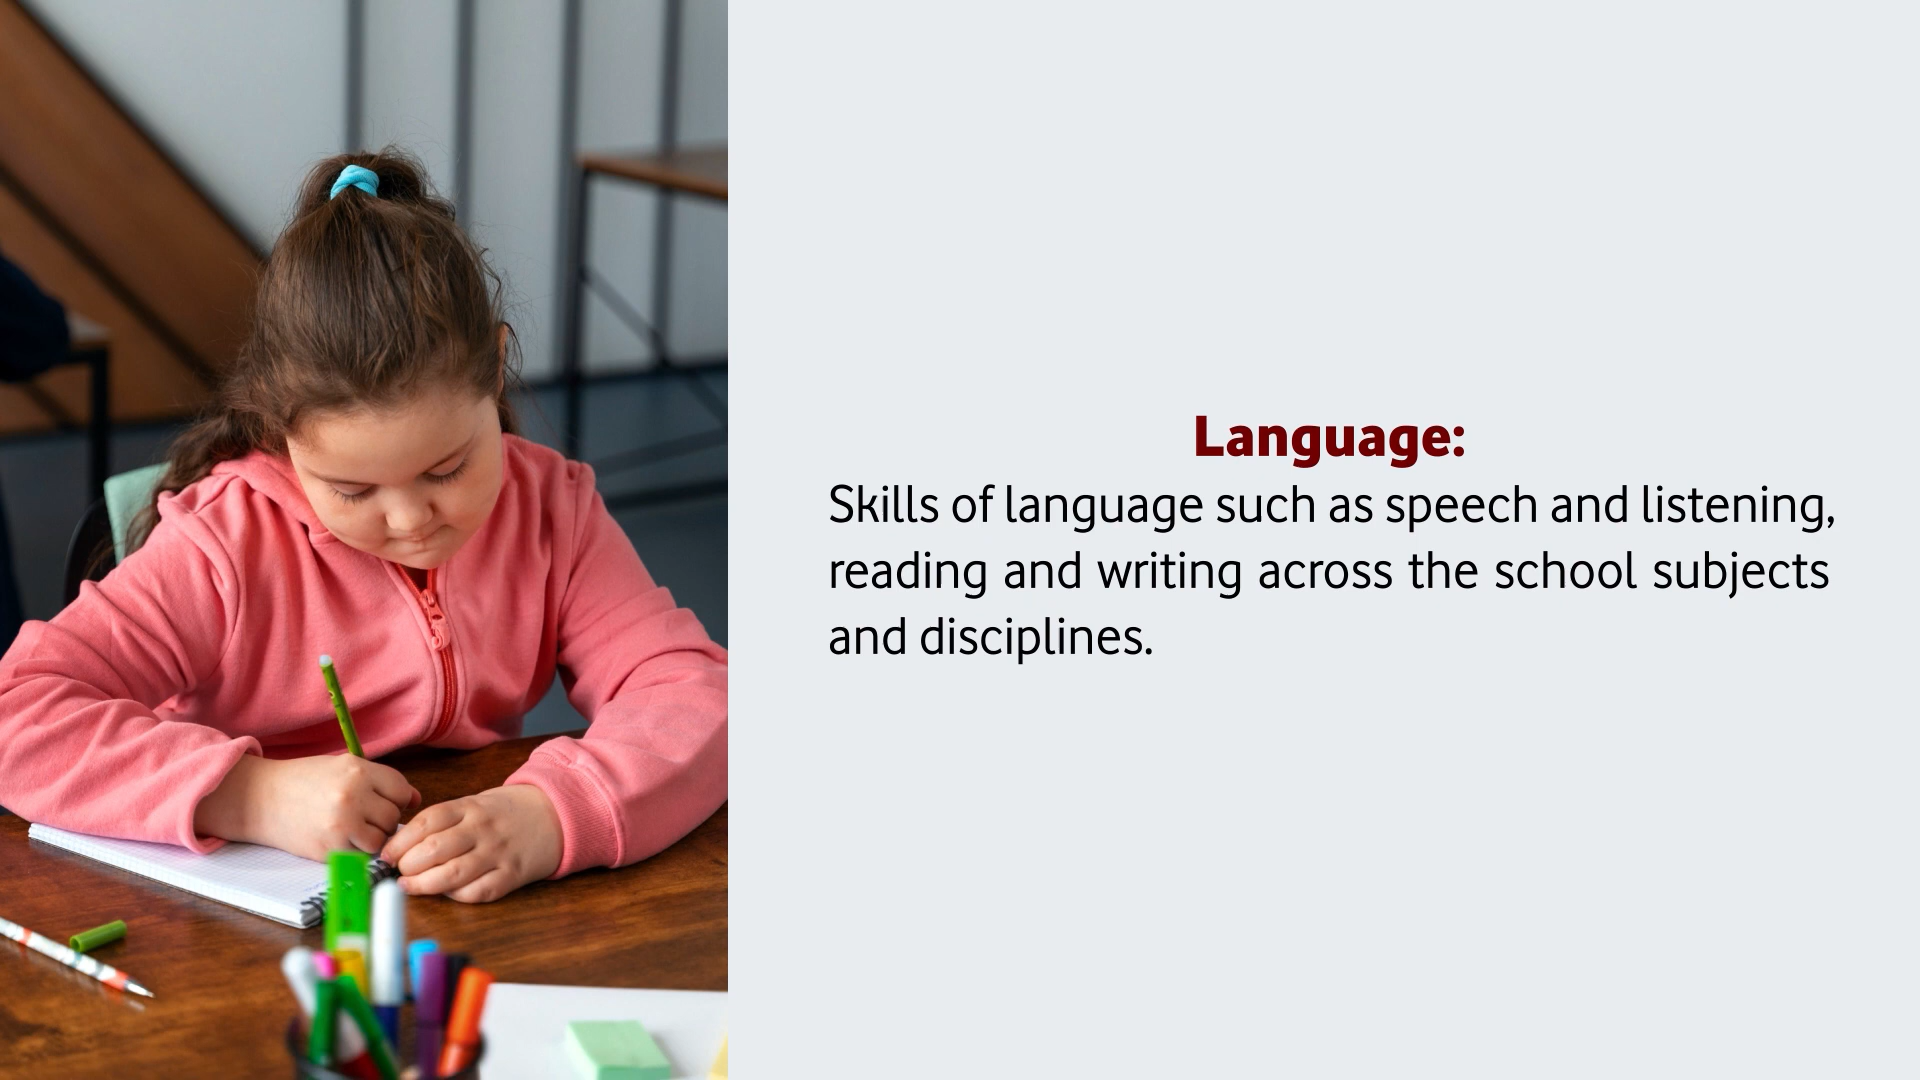 Language:
Skills of language such as speech and listening,
reading and writing across the school subjects
and disciplines.